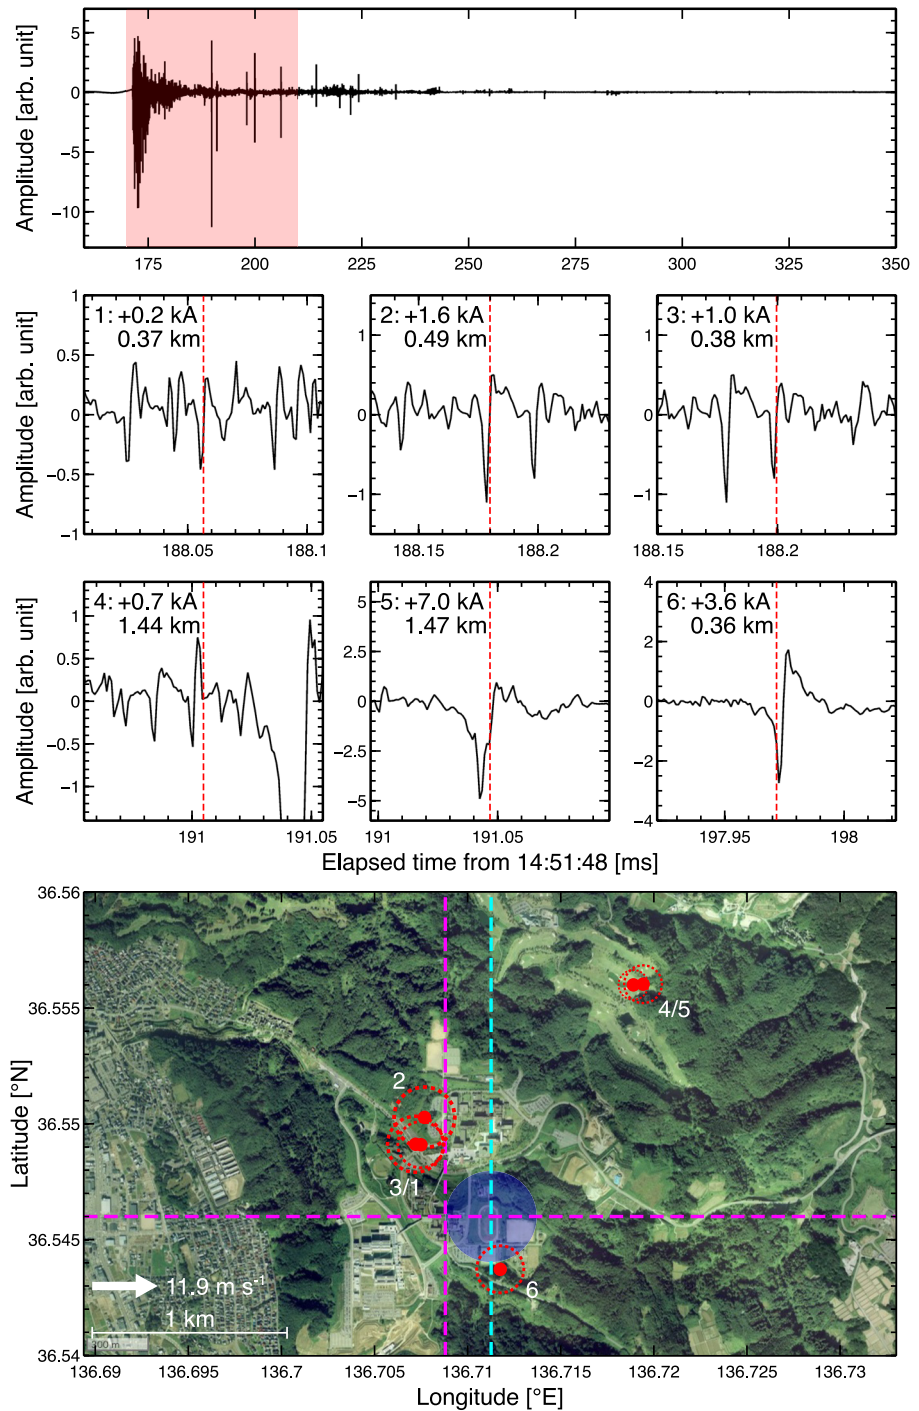 Amplitude [arb. unit]
5
0
−5
−10
175 200 225 250 275 300 325 350
Amplitude [arb. unit]
1
0.5
0
−0.5
−1
1: +0.2 kA
0.37 km
188.05 188.1
1
0
−1
2: +1.6 kA
0.49 km
188.15 188.2
1
0
−1
3: +1.0 kA
0.38 km
188.15 188.2
Amplitude [arb. unit]
1
0.5
0
−0.5
−1
4: +0.7 kA
1.44 km
191 191.05
5
2.5
0
−2.5
−5
5: +7.0 kA
1.47 km
191 191.05
4
2
0
−2
−4
6: +3.6 kA
0.36 km
197.95 198
Elapsed time from 14:51:48 [ms]
Latitude [°N]
36.56
36.555
36.55
36.545
36.54
4/5
2
3/1
6
11.9 m s⁻¹
1 km
300 m
136.69 136.695 136.7 136.705 136.71 136.715 136.72 136.725 136.73
Longitude [°E]